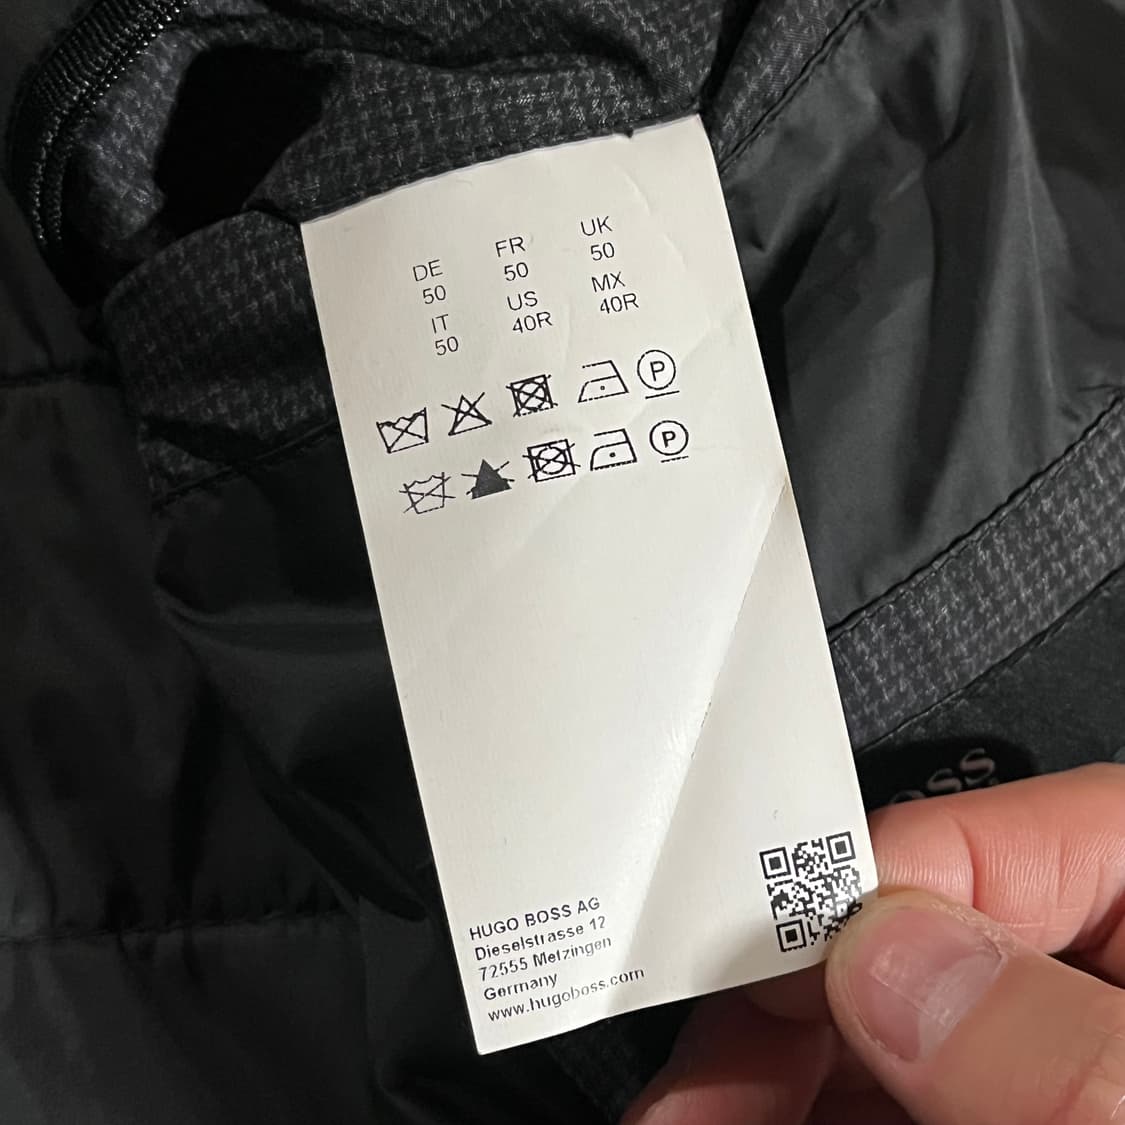 DE FR UK
50 50 50
IT US MX
50 40R 40R
P
P
HUGO BOSS AG
Dieselstrasse 12
72555 Metzingen
Germany
www.hugoboss.com
OSS